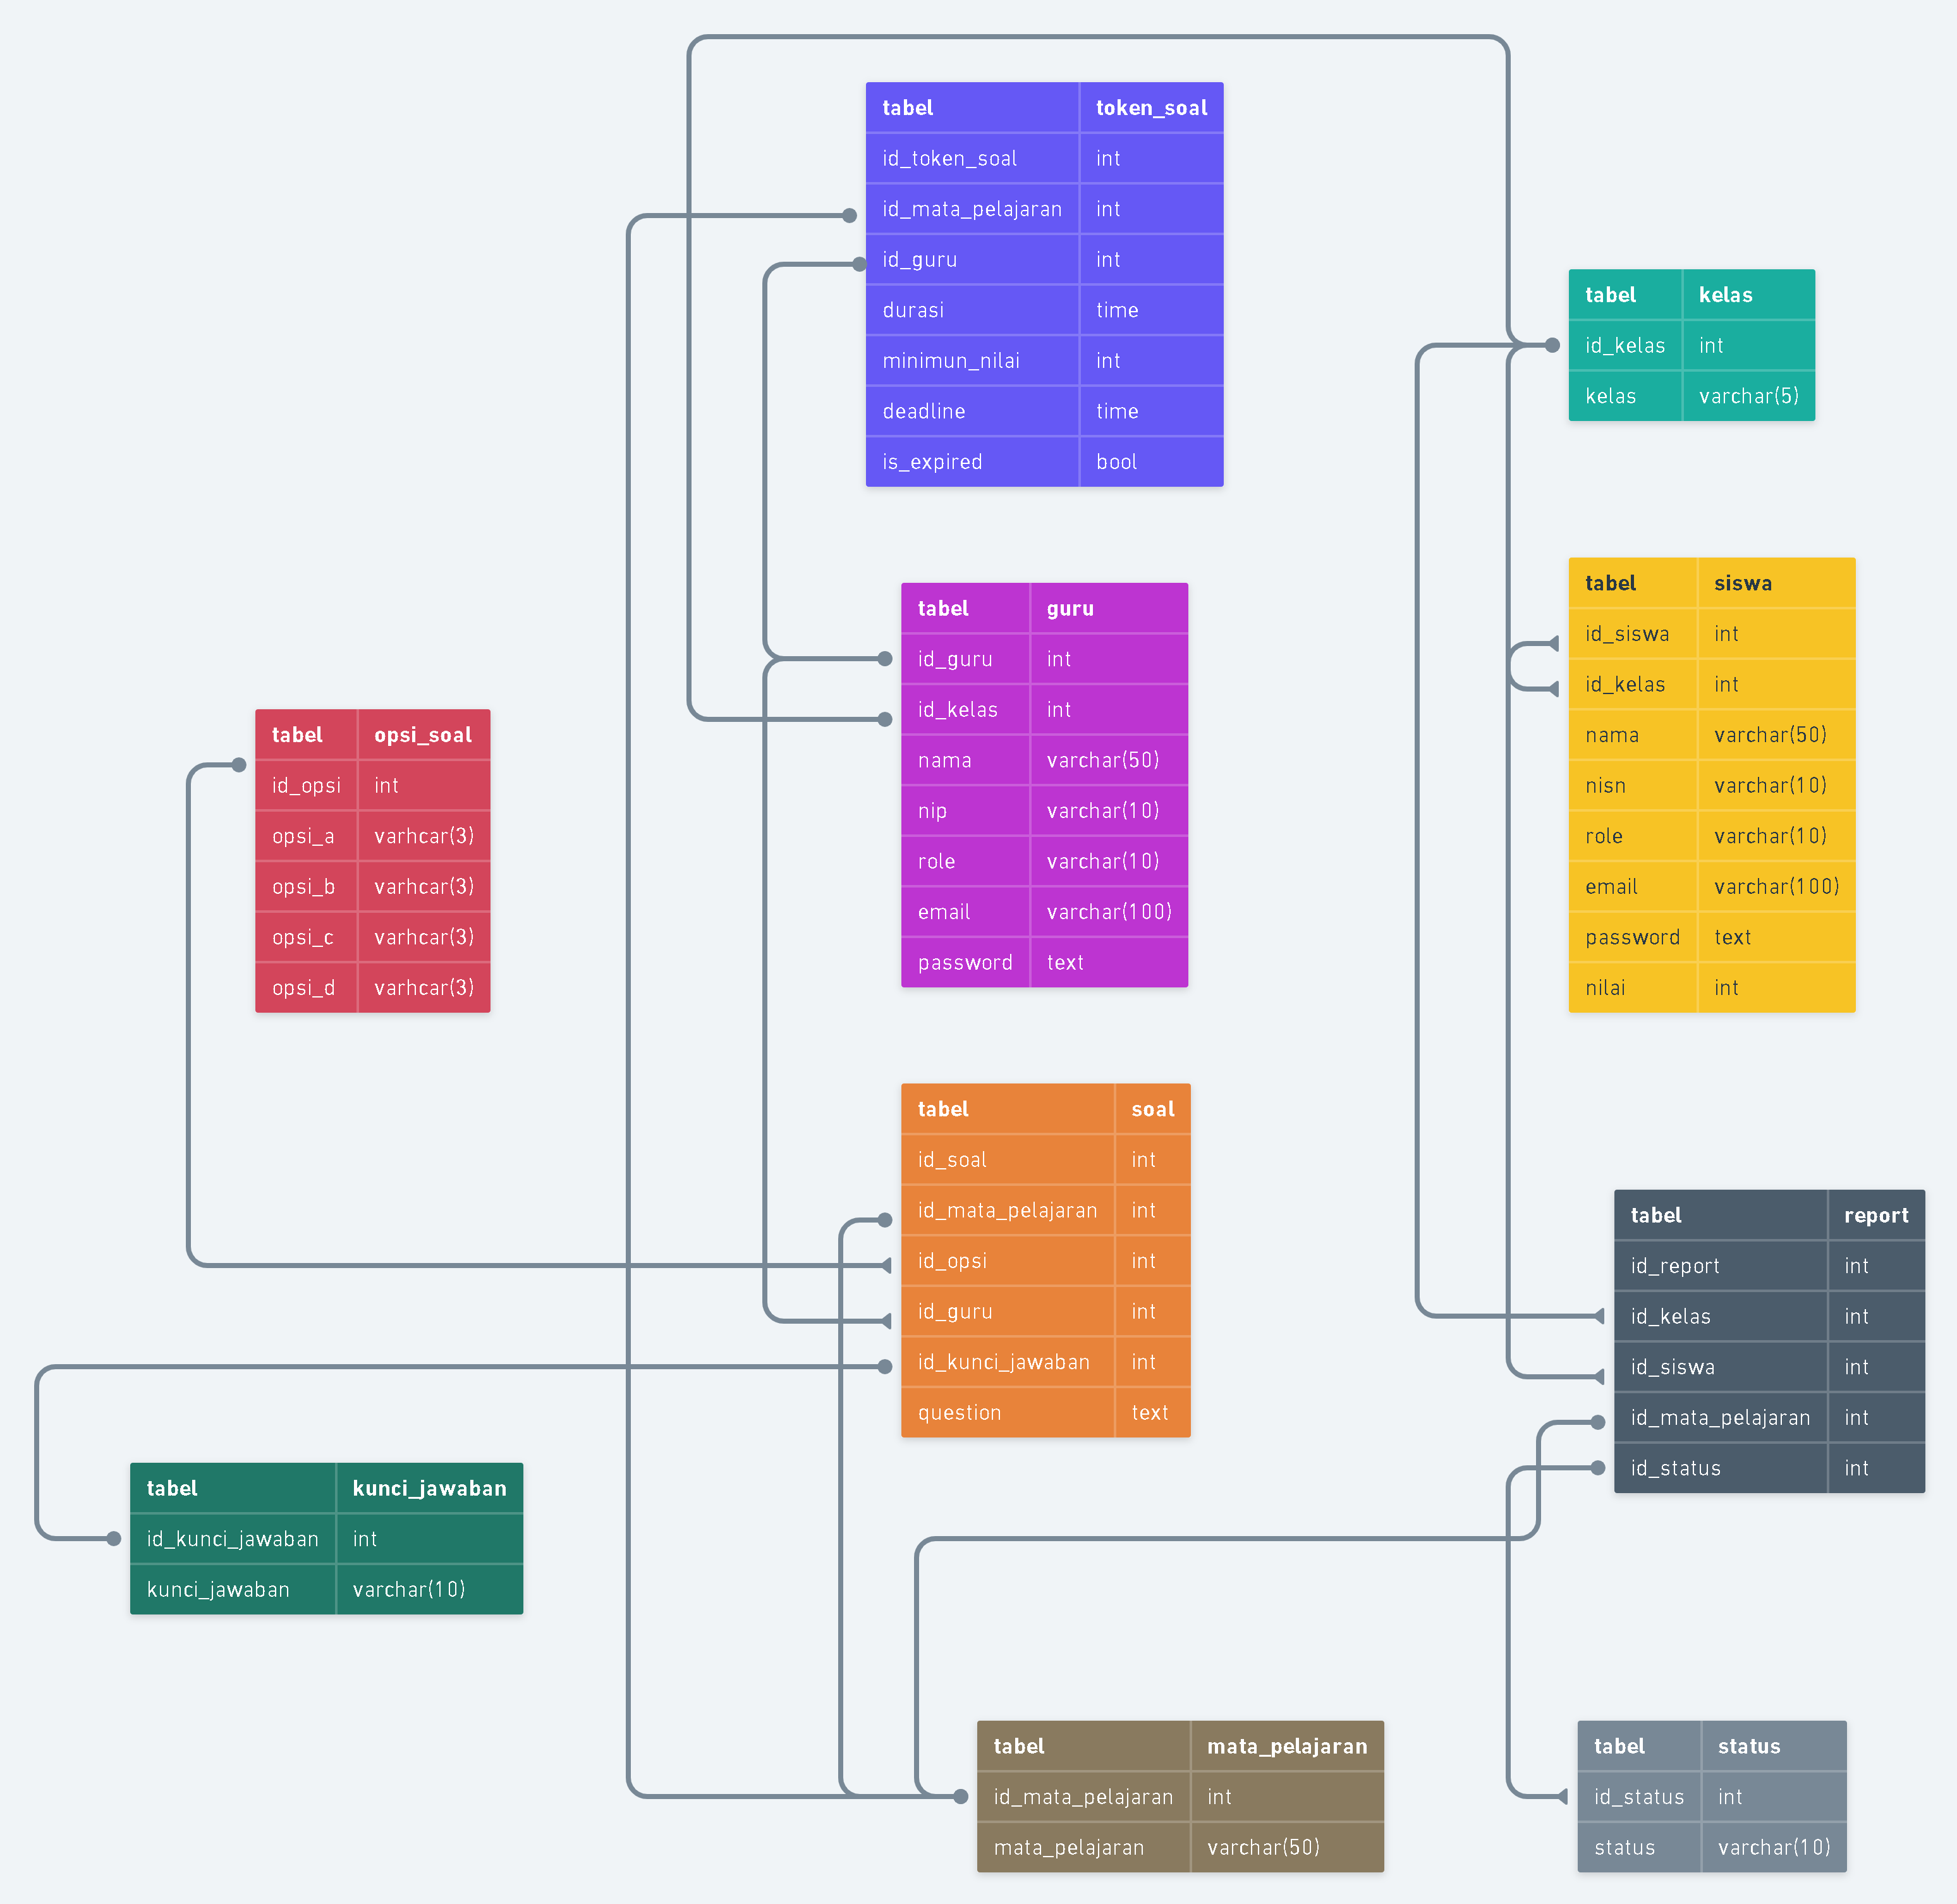 tabel token_soal
id_token_soal int
id_mata_pelajaran int
id_guru int
durasi time
minimun_nilai int
deadline time
is_expired bool
tabel kelas
id_kelas int
kelas varchar(5)
tabel siswa
id_siswa int
id_kelas int
nama varchar(50)
nisn varchar(10)
role varchar(10)
email varchar(100)
password text
nilai int
tabel guru
id_guru int
id_kelas int
nama varchar(50)
nip varchar(10)
role varchar(10)
email varchar(100)
password text
tabel opsi_soal
id_opsi int
opsi_a varhcar(3)
opsi_b varhcar(3)
opsi_c varhcar(3)
opsi_d varhcar(3)
tabel soal
id_soal int
id_mata_pelajaran int
id_opsi int
id_guru int
id_kunci_jawaban int
question text
tabel report
id_report int
id_kelas int
id_siswa int
id_mata_pelajaran int
id_status int
tabel kunci_jawaban
id_kunci_jawaban int
kunci_jawaban varchar(10)
tabel mata_pelajaran
id_mata_pelajaran int
mata_pelajaran varchar(50)
tabel status
id_status int
status varchar(10)